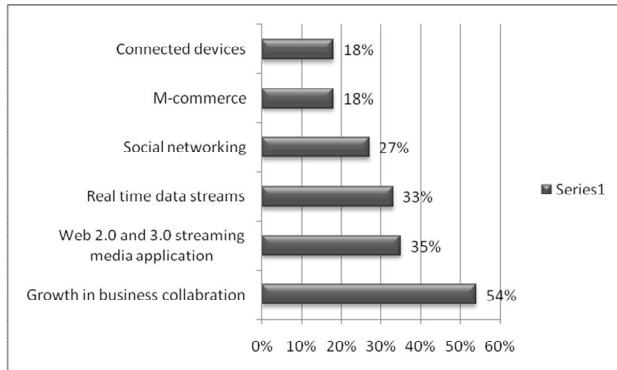 Connected devices 18%
M-commerce 18%
Social networking 27%
Real time data streams 33%
Web 2.0 and 3.0 streaming
media application 35%
Growth in business collabration 54%
0% 10% 20% 30% 40% 50% 60%
Series1